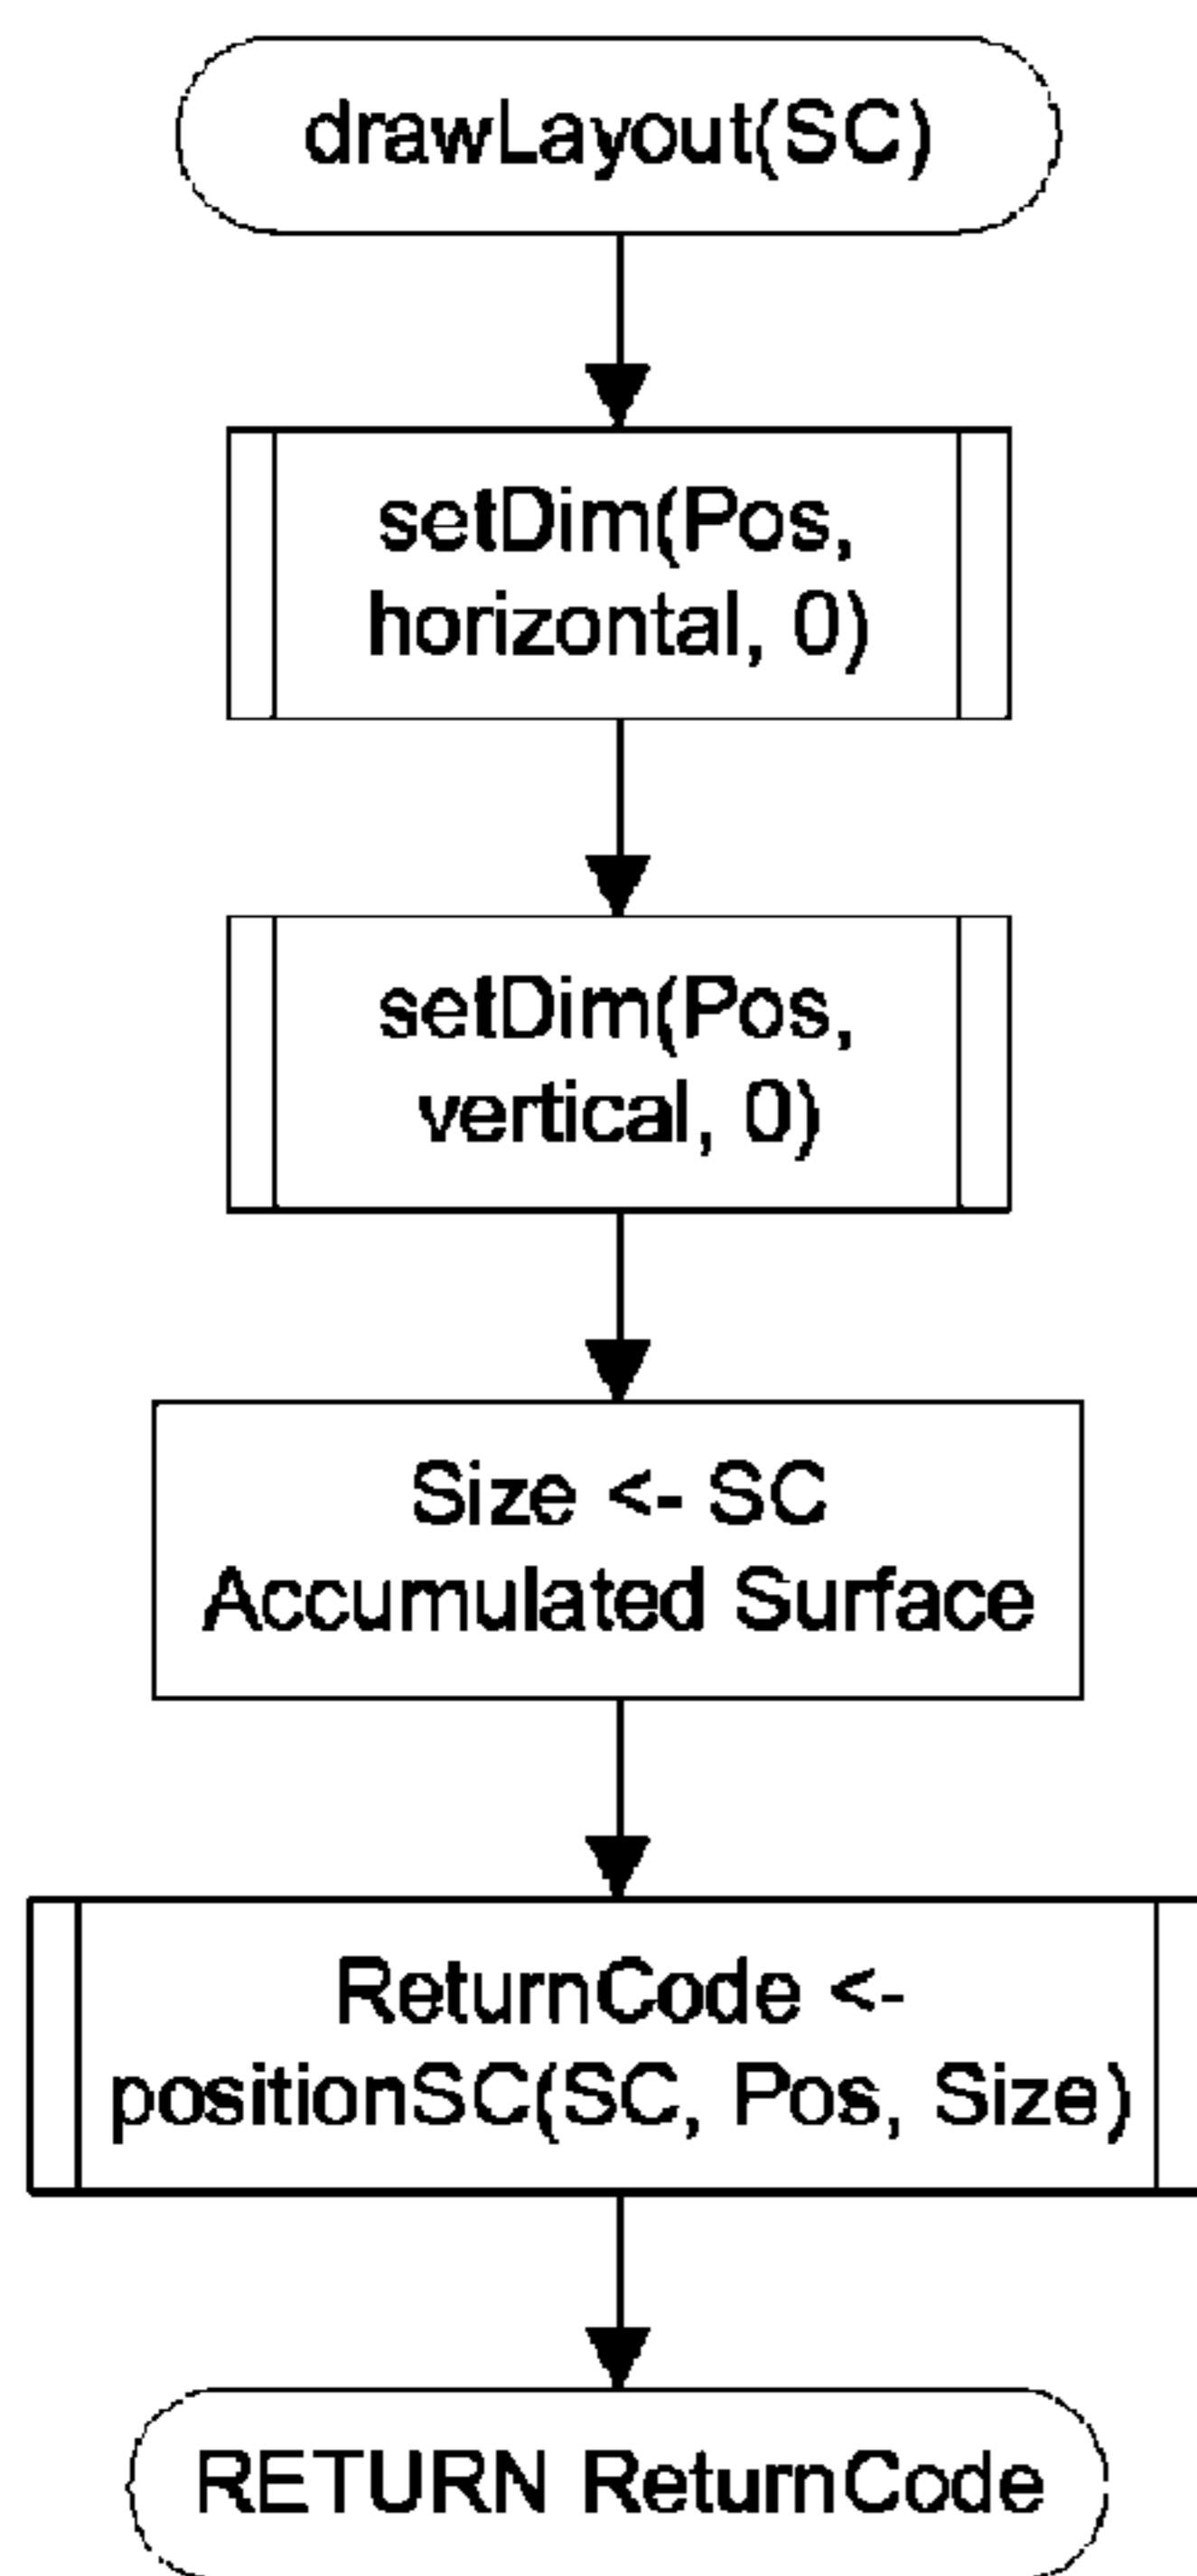 drawLayout(SC)
setDim(Pos,
horizontal, 0)
setDim(Pos,
vertical, 0)
Size <- SC
Accumulated Surface
ReturnCode <-
positionSC(SC, Pos, Size)
RETURN ReturnCode